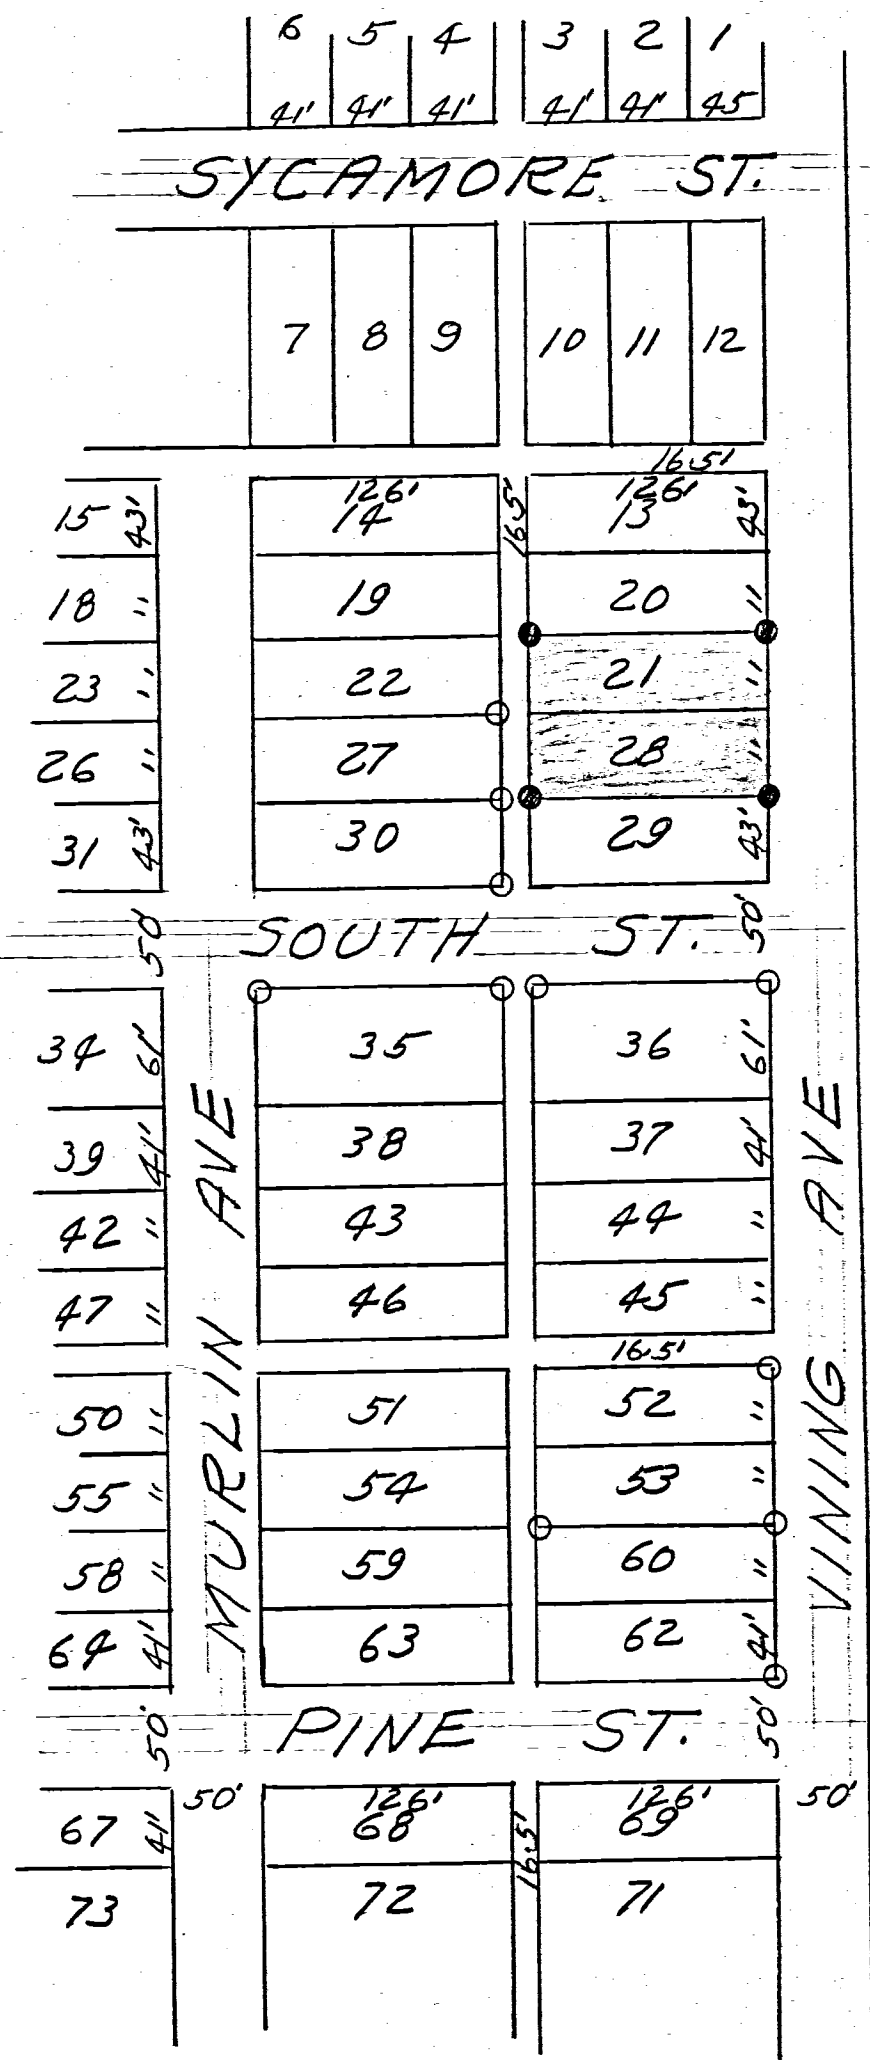 6 5 4 3 2 1
41' 41' 41' 41' 41' 45
SYCAMORE ST.
7 8 9 10 11 12
16.5'
126' 126'
15 43' 14 16.5' 13 43'
18 " 19 20 "
23 " 22 21 "
26 " 27 28 "
31 43' 30 29 43'
50' SOUTH ST. 50'
34 61' 35 36 61'
39 41' 38 37 41'
42 " 43 44 "
47 " 46 45 "
MURLIN AVE
VINING AVE
16.5'
50 " 51 52 "
55 " 54 53 "
58 " 59 60 "
64 41' 63 62 41'
50' PINE ST. 50'
50' 126' 126' 50'
67 41' 68 16.5' 69
73 72 71